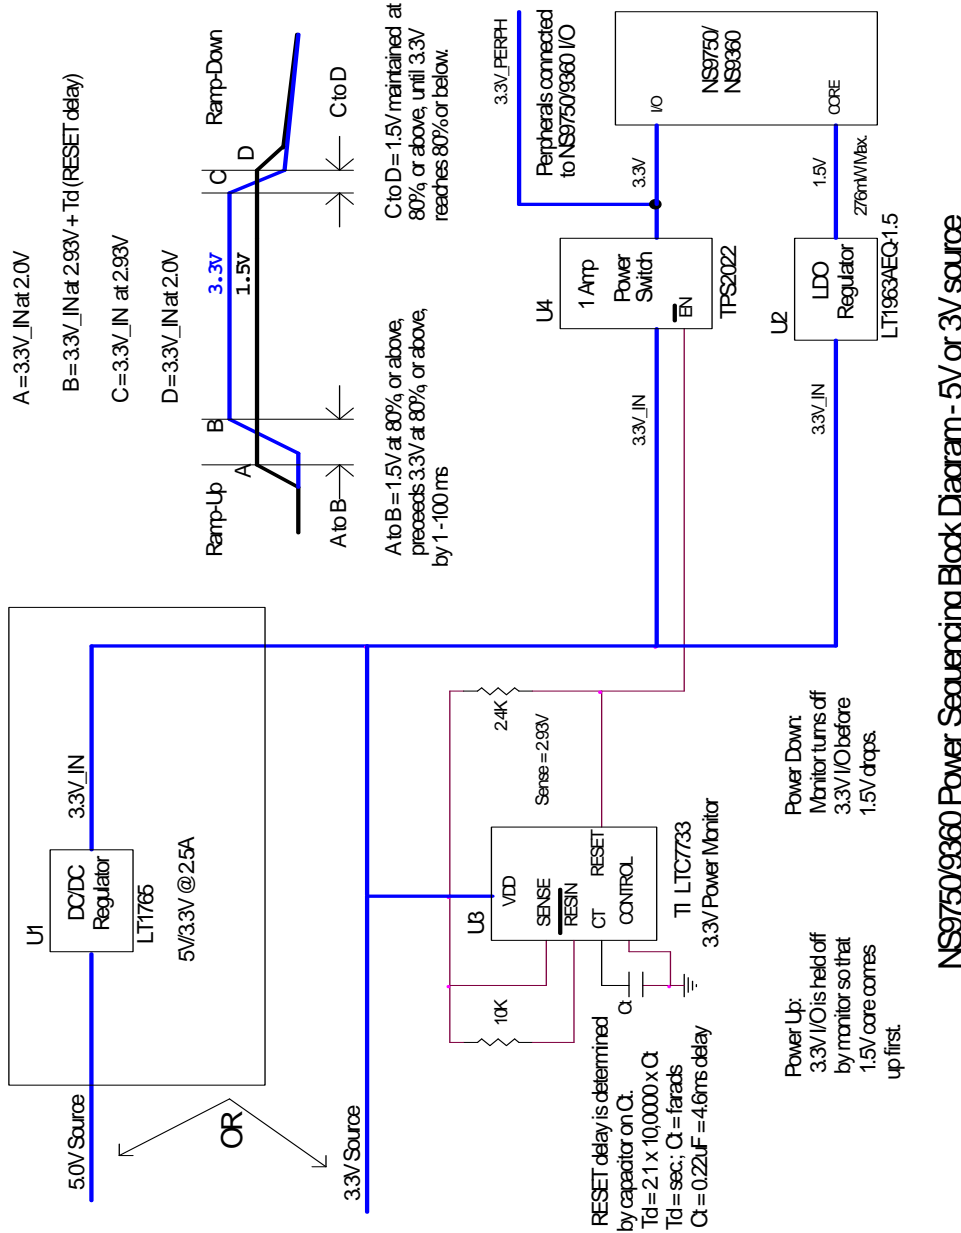 5.0V Source
OR
3.3V Source
U1
DC/DC
Regulator
LT1765
5V/3.3V @ 2.5A
3.3V_IN
Ramp-Up
Ramp-Down
A
B
C
D
3.3V
1.5V
A to B
C to D
A = 3.3V_IN at 2.0V
B = 3.3V_IN at 2.93V + Td (RESET delay)
C = 3.3V_IN at 2.93V
D = 3.3V_IN at 2.0V
A to B = 1.5V at 80%, or above,
preceeds 3.3V at 80%, or above,
by 1 - 100 ms
C to D = 1.5V maintained at
80%, or above, until 3.3V
reaches 80% or below.
RESET delay is determined
by capacitor on Ct.
Td = 2.1 x 10,0000 x Ct
Td = sec.; Ct = farads
Ct = 0.22uF = 4.6ms delay
10K
Ct
2.4K
Sense = 2.93V
U3
VDD
SENSE
RESIN
CT
CONTROL
RESET
TI LTC7733
3.3V Power Monitor
Power Up:
3.3V I/O is held off
by monitor so that
1.5V core comes
up first.
Power Down:
Monitor turns off
3.3V I/O before
1.5V drops.
3.3V_IN
U4
1 Amp
Power
Switch
EN
TPS2022
3.3V_IN
U2
LDO
Regulator
LT1963AEQ-1.5
3.3V_PERPH
Peripherals connected
to NS9750/9360 I/O
3.3V
1.5V
276mW Max.
I/O
CORE
NS9750/
NS9360
NS9750/9360 Power Sequencing Block Diagram - 5V or 3V source